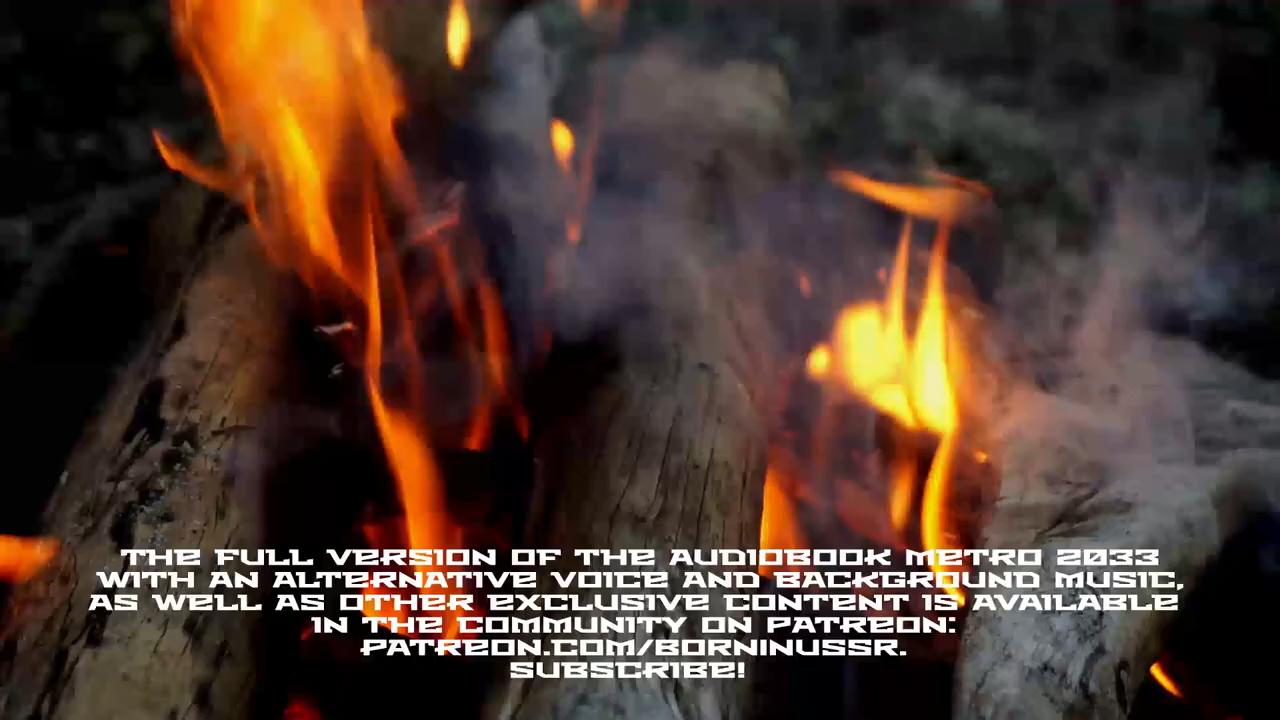 THE FULL VERSION OF THE AUDIOBOOK METRO 2033
WITH AN ALTERNATIVE VOICE AND BACKGROUND MUSIC,
AS WELL AS OTHER EXCLUSIVE CONTENT IS AVAILABLE
IN THE COMMUNITY ON PATREON:
PATREON.COM/BORNINUSSR.
SUBSCRIBE!